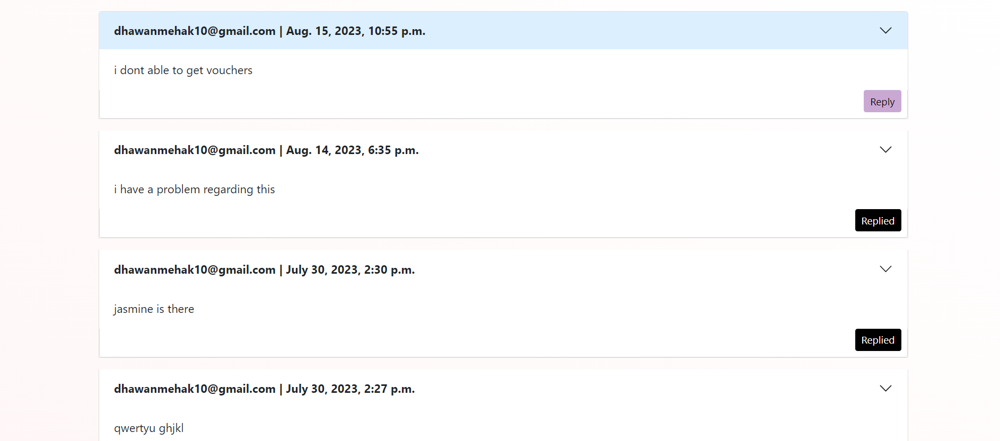 dhawanmehak10@gmail.com | Aug. 15, 2023, 10:55 p.m.
i dont able to get vouchers
Reply
dhawanmehak10@gmail.com | Aug. 14, 2023, 6:35 p.m.
i have a problem regarding this
Replied
dhawanmehak10@gmail.com | July 30, 2023, 2:30 p.m.
jasmine is there
Replied
dhawanmehak10@gmail.com | July 30, 2023, 2:27 p.m.
qwertyu ghjkl